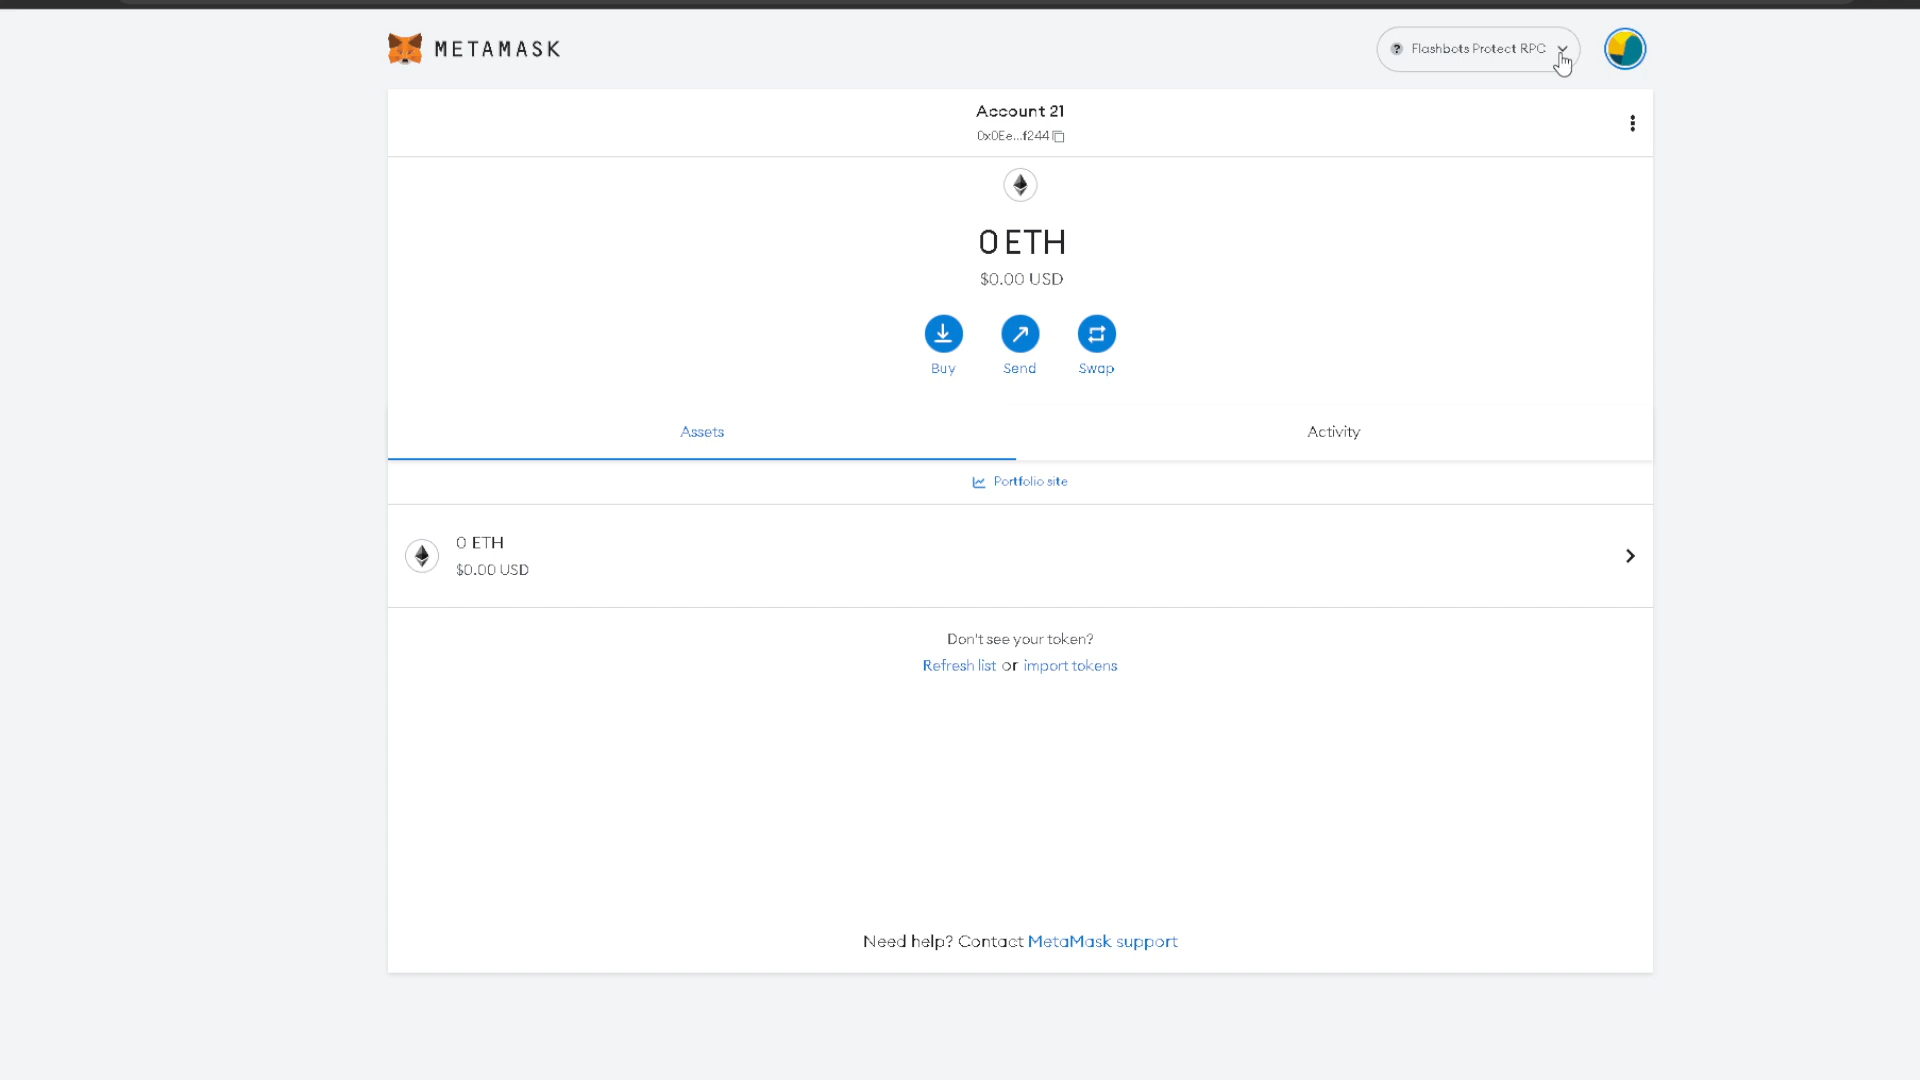 METAMASK
? Flashbots Protect RPC
Account 21
0x0Ee...f244
0 ETH
$0.00 USD
Buy
Send
Swap
Assets
Activity
Portfolio site
0 ETH
$0.00 USD
Don't see your token?
Refresh list or import tokens
Need help? Contact MetaMask support